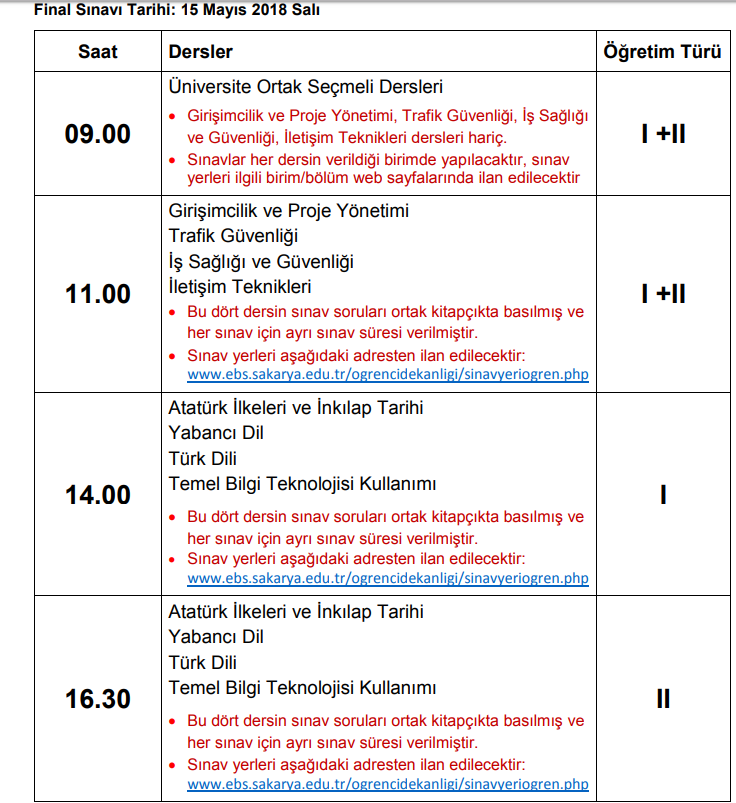 Final Sınavı Tarihi: 15 Mayıs 2018 Salı
Saat Dersler Öğretim Türü
09.00
Üniversite Ortak Seçmeli Dersleri
• Girişimcilik ve Proje Yönetimi, Trafik Güvenliği, İş Sağlığı
ve Güvenliği, İletişim Teknikleri dersleri hariç.
• Sınavlar her dersin verildiği birimde yapılacaktır, sınav
yerleri ilgili birim/bölüm web sayfalarında ilan edilecektir
I +II
11.00
Girişimcilik ve Proje Yönetimi
Trafik Güvenliği
İş Sağlığı ve Güvenliği
İletişim Teknikleri
• Bu dört dersin sınav soruları ortak kitapçıkta basılmış ve
her sınav için ayrı sınav süresi verilmiştir.
• Sınav yerleri aşağıdaki adresten ilan edilecektir:
www.ebs.sakarya.edu.tr/ogrencidekanligi/sinavyeriogren.php
I +II
14.00
Atatürk İlkeleri ve İnkılap Tarihi
Yabancı Dil
Türk Dili
Temel Bilgi Teknolojisi Kullanımı
• Bu dört dersin sınav soruları ortak kitapçıkta basılmış ve
her sınav için ayrı sınav süresi verilmiştir.
• Sınav yerleri aşağıdaki adresten ilan edilecektir:
www.ebs.sakarya.edu.tr/ogrencidekanligi/sinavyeriogren.php
I
16.30
Atatürk İlkeleri ve İnkılap Tarihi
Yabancı Dil
Türk Dili
Temel Bilgi Teknolojisi Kullanımı
• Bu dört dersin sınav soruları ortak kitapçıkta basılmış ve
her sınav için ayrı sınav süresi verilmiştir.
• Sınav yerleri aşağıdaki adresten ilan edilecektir:
www.ebs.sakarya.edu.tr/ogrencidekanligi/sinavyeriogren.php
II